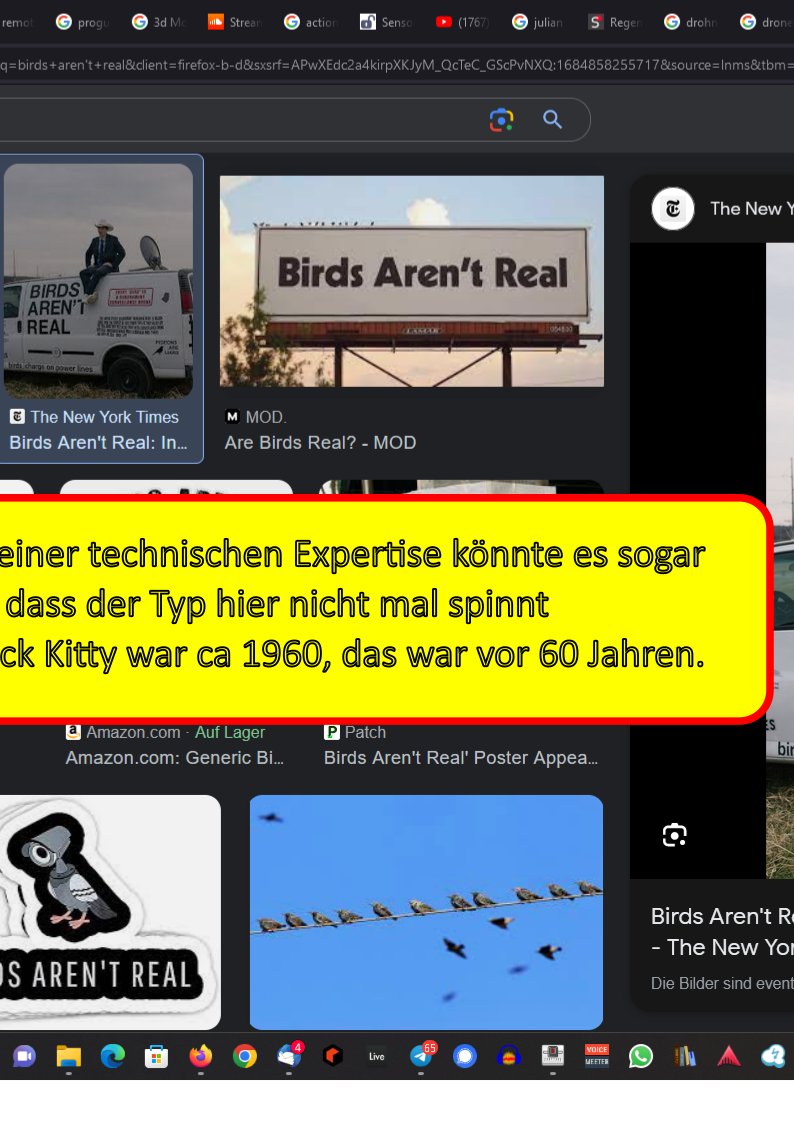 remot
progu
3d Mo
Strean
action
Senso
(1767)
julian
Regen
drohn
drone
q=birds+aren't+real&client=firefox-b-d&sxsrf=APwXEdc2a4kirpXKJyM_QcTeC_GScPvNXQ:1684858255717&source=lnms&tbm=
BIRDS
AREN'T
REAL
birds charge on power lines
Birds Aren't Real
LAMAR
The New Y
The New York Times
Birds Aren't Real: In...
MOD.
Are Birds Real? - MOD
einer technischen Expertise könnte es sogar
dass der Typ hier nicht mal spinnt
ck Kitty war ca 1960, das war vor 60 Jahren.
Amazon.com · Auf Lager
Amazon.com: Generic Bi...
Patch
Birds Aren't Real' Poster Appea...
bir
DS AREN'T REAL
Birds Aren't Re
- The New Yor
Die Bilder sind event
4
Live
65
VOICE
MEETER